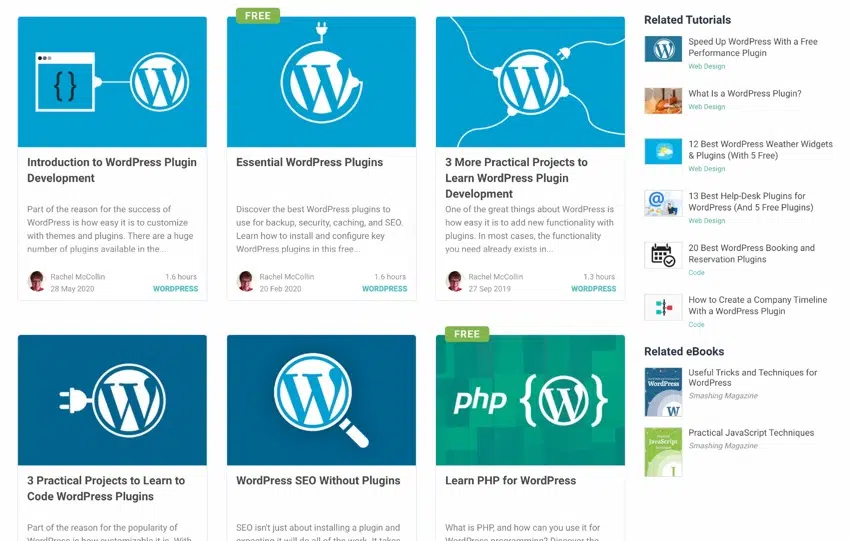 FREE
Introduction to WordPress Plugin
Development
Part of the reason for the success of
WordPress is how easy it is to customize
with themes and plugins. There are a huge
number of plugins available in the...
Rachel McCollin
1.6 hours
28 May 2020
WORDPRESS
Essential WordPress Plugins
Discover the best WordPress plugins to
use for backup, security, caching, and SEO.
Learn how to install and configure key
WordPress plugins in this free...
Rachel McCollin
1.6 hours
20 Feb 2020
WORDPRESS
3 More Practical Projects to
Learn WordPress Plugin
Development
One of the great things about WordPress is
how easy it is to add new functionality with
plugins. In most cases, the functionality
you need already exists in...
Rachel McCollin
1.3 hours
27 Sep 2019
WORDPRESS
3 Practical Projects to Learn to
Code WordPress Plugins
Part of the reason for the popularity of
WordPress is how customizable it is. With
WordPress SEO Without Plugins
SEO isn't just about installing a plugin and
expecting it will do all of the work. It takes
FREE
php {W}
Learn PHP for WordPress
What is PHP, and how can you use it for
WordPress programming? Discover the
Related Tutorials
Speed Up WordPress With a Free
Performance Plugin
Web Design
What Is a WordPress Plugin?
Web Design
12 Best WordPress Weather Widgets
& Plugins (With 5 Free)
Web Design
13 Best Help-Desk Plugins for
WordPress (And 5 Free Plugins)
Web Design
20 Best WordPress Booking and
Reservation Plugins
Code
How to Create a Company Timeline
With a WordPress Plugin
Code
Related eBooks
Useful Tricks and Techniques for
WordPress
Smashing Magazine
Practical JavaScript Techniques
Smashing Magazine